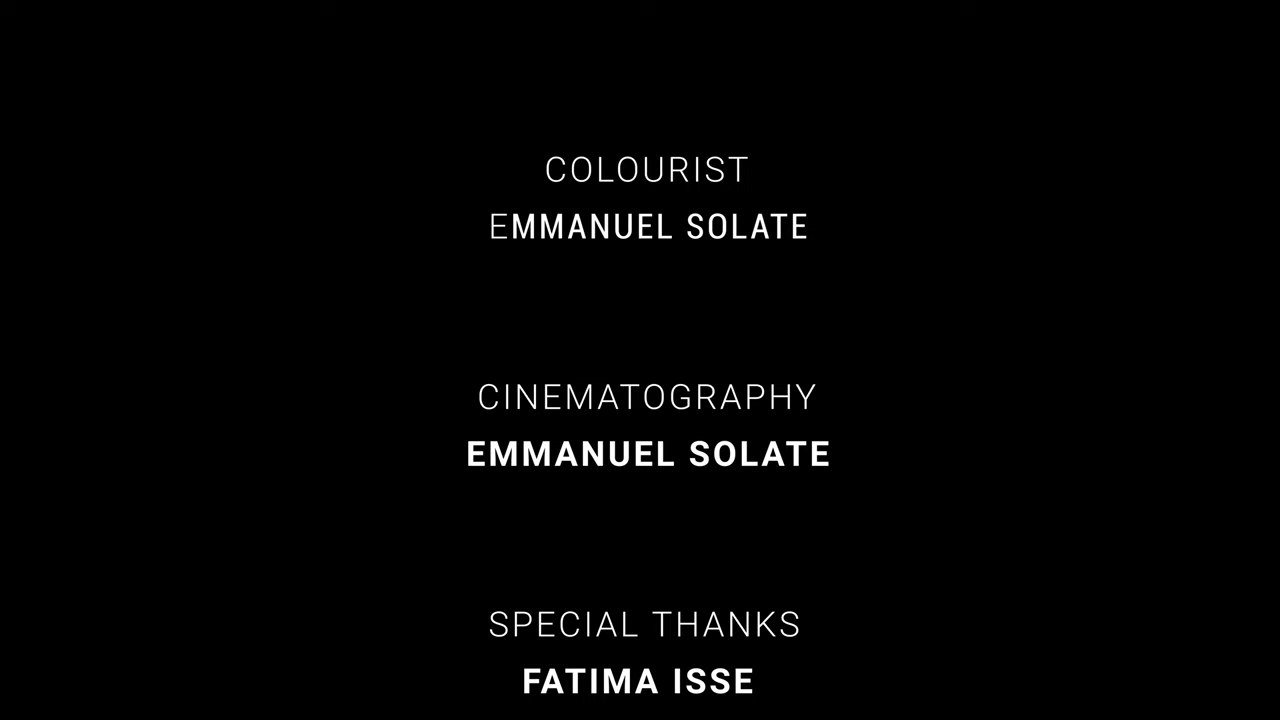 COLOURIST
EMMANUEL SOLATE
CINEMATOGRAPHY
EMMANUEL SOLATE
SPECIAL THANKS
FATIMA ISSE